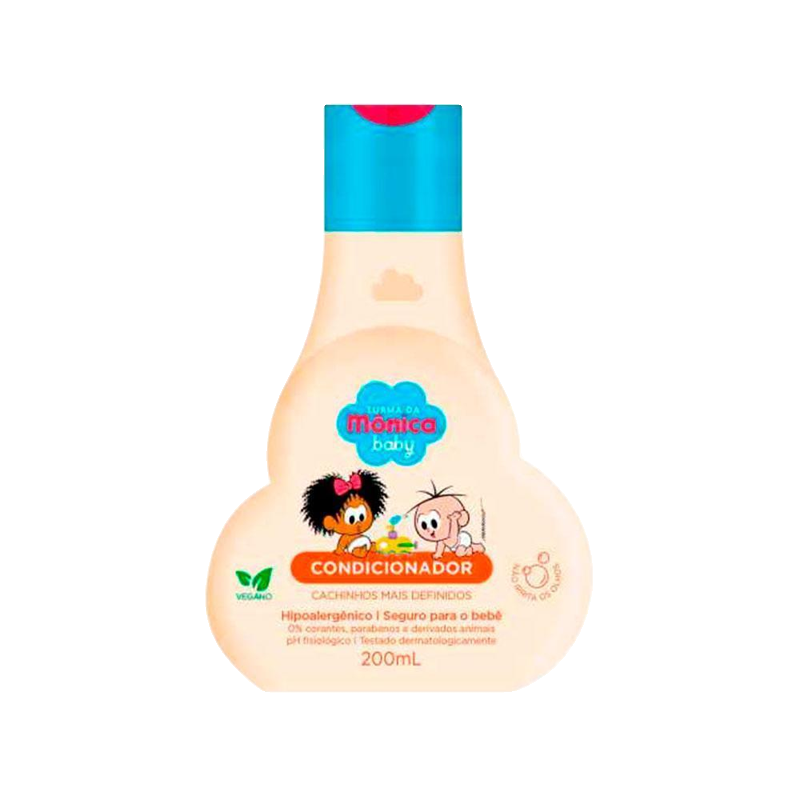 TURMA DA
Mônica
baby
CONDICIONADOR
CACHINHOS MAIS DEFINIDOS
VEGANO
NÃO IRRITA OS OLHOS
Hipoalergênico | Seguro para o bebê
0% corantes, parabenos e derivados animais
pH fisiológico | Testado dermatologicamente
200mL